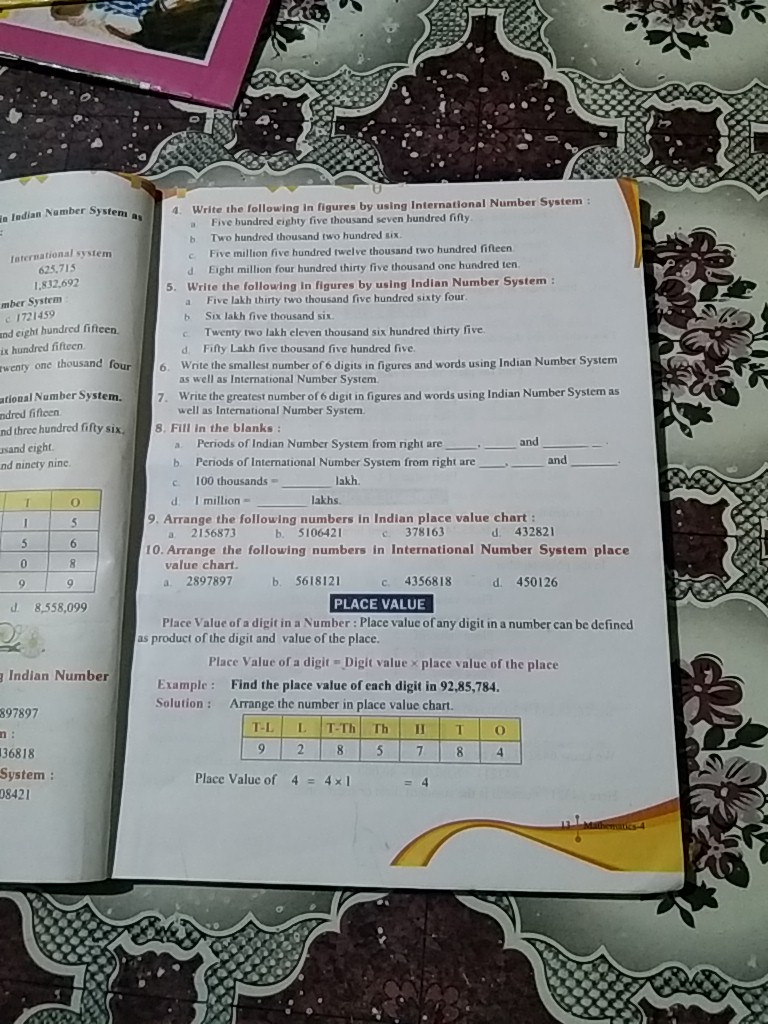 in Indian Number System as
:
International system
625,715
1,832,692
mber System
c. 1721459
and eight hundred fifteen.
ix hundred fifteen.
twenty one thousand four
ational Number System.
ndred fifteen.
nd three hundred fifty six.
usand eight.
nd ninety nine.
T O
1 5
5 6
0 8
9 9
d. 8,558,099
g Indian Number
897897
n :
436818
System :
08421
4. Write the following in figures by using International Number System :
a. Five hundred eighty five thousand seven hundred fifty.
b. Two hundred thousand two hundred six.
c. Five million five hundred twelve thousand two hundred fifteen.
d. Eight million four hundred thirty five thousand one hundred ten.
5. Write the following in figures by using Indian Number System :
a. Five lakh thirty two thousand five hundred sixty four.
b. Six lakh five thousand six.
c. Twenty two lakh eleven thousand six hundred thirty five.
d. Fifty Lakh five thousand five hundred five.
6. Write the smallest number of 6 digits in figures and words using Indian Number System
as well as International Number System.
7. Write the greatest number of 6 digit in figures and words using Indian Number System as
well as International Number System.
8. Fill in the blanks :
a. Periods of Indian Number System from right are ____, ____ and ________.
b. Periods of International Number System from right are ____, ____ and ______.
c. 100 thousands = ______ lakh.
d. 1 million = ______ lakhs.
9. Arrange the following numbers in Indian place value chart :
a. 2156873 b. 5106421 c. 378163 d. 432821
10. Arrange the following numbers in International Number System place
value chart.
a. 2897897 b. 5618121 c. 4356818 d. 450126
PLACE VALUE
Place Value of a digit in a Number : Place value of any digit in a number can be defined
as product of the digit and value of the place.
Place Value of a digit = Digit value × place value of the place
Example : Find the place value of each digit in 92,85,784.
Solution : Arrange the number in place value chart.
T-L L T-Th Th H T O
9 2 8 5 7 8 4
Place Value of 4 = 4 × 1 = 4
13 Mathematics-4